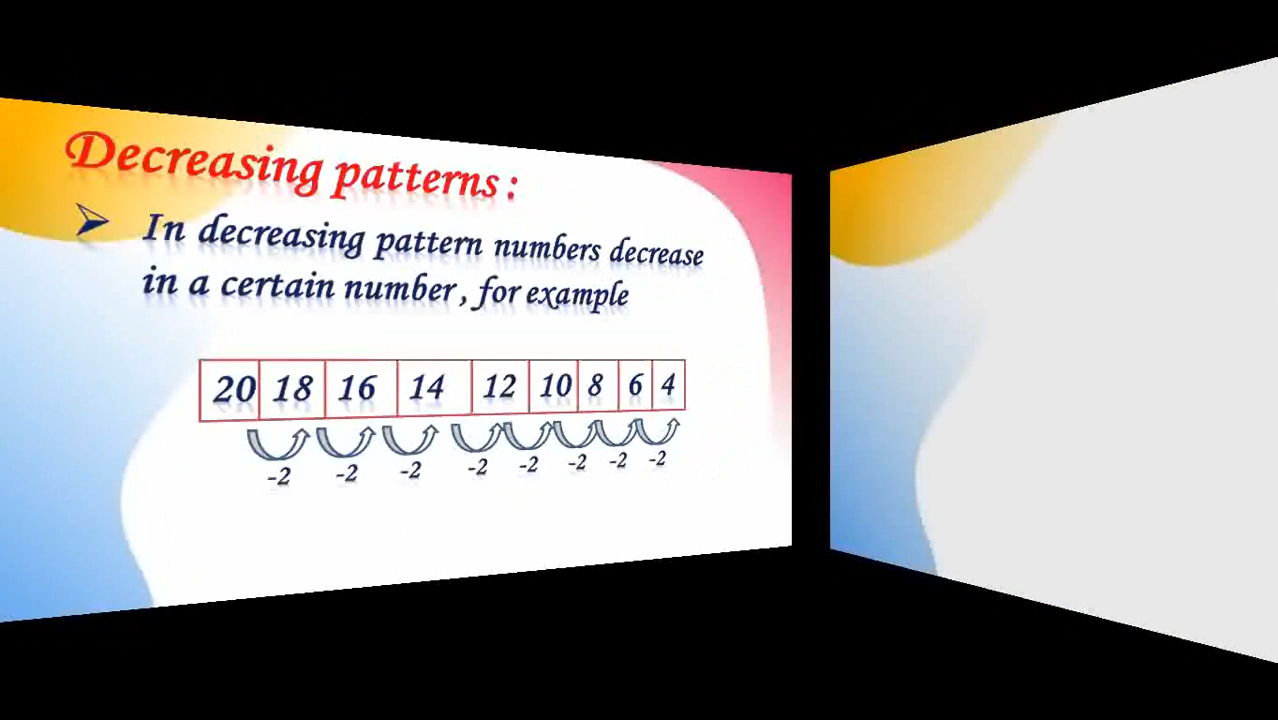 Decreasing patterns :
In decreasing pattern numbers decrease
in a certain number, for example
20 18 16 14 12 10 8 6 4
-2 -2 -2 -2 -2 -2 -2 -2